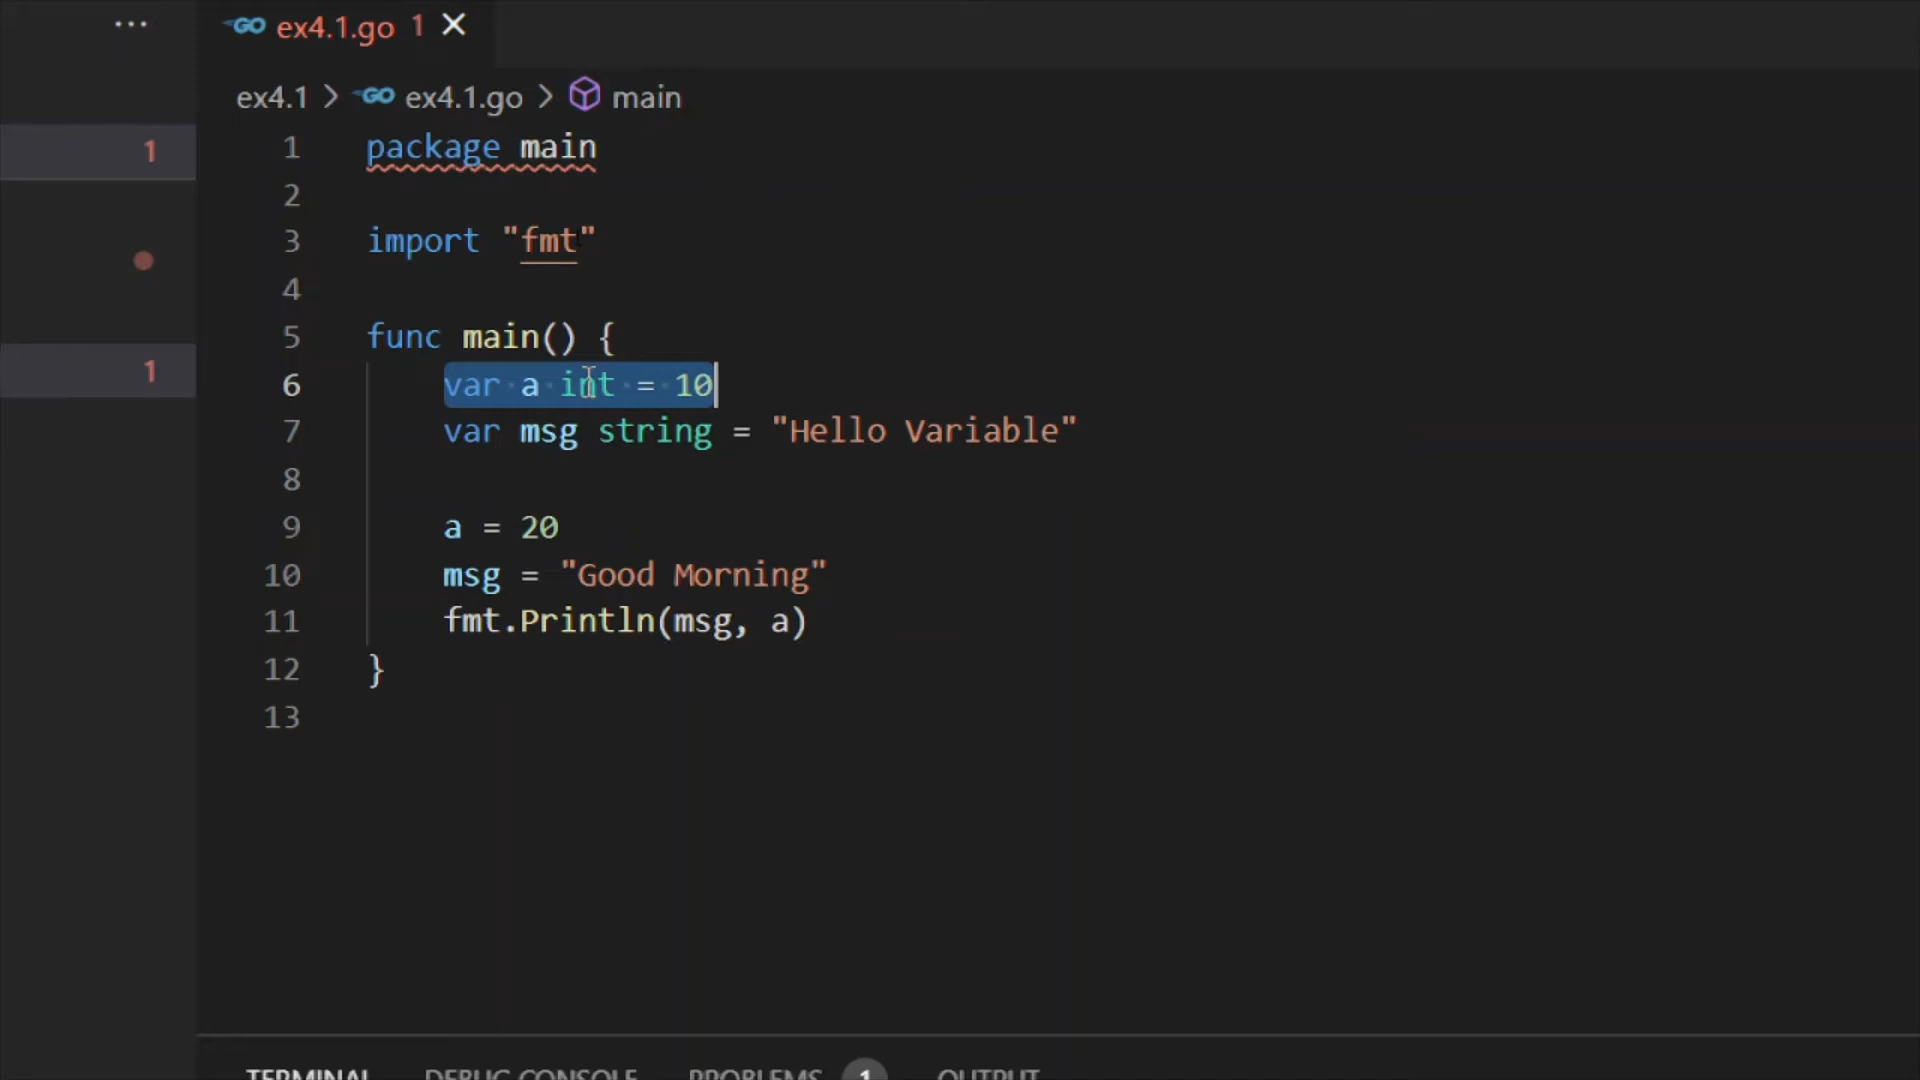 ···
GO ex4.1.go 1 ×
ex4.1 > GO ex4.1.go > main
1
1
1 package main
2
3 import "fmt"
4
5 func main() {
6 var a int = 10
7 var msg string = "Hello Variable"
8
9 a = 20
10 msg = "Good Morning"
11 fmt.Println(msg, a)
12 }
13
TERMINAL DEBUG CONSOLE PROBLEMS 1 OUTPUT